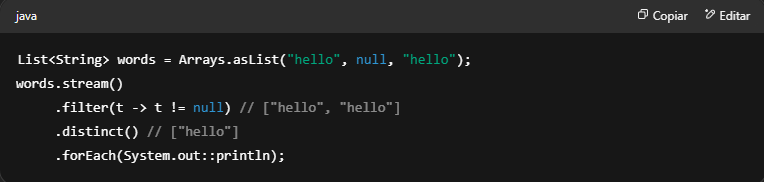 java
Copiar
Editar
List<String> words = Arrays.asList("hello", null, "hello");
words.stream()
     .filter(t -> t != null) // ["hello", "hello"]
     .distinct() // ["hello"]
     .forEach(System.out::println);